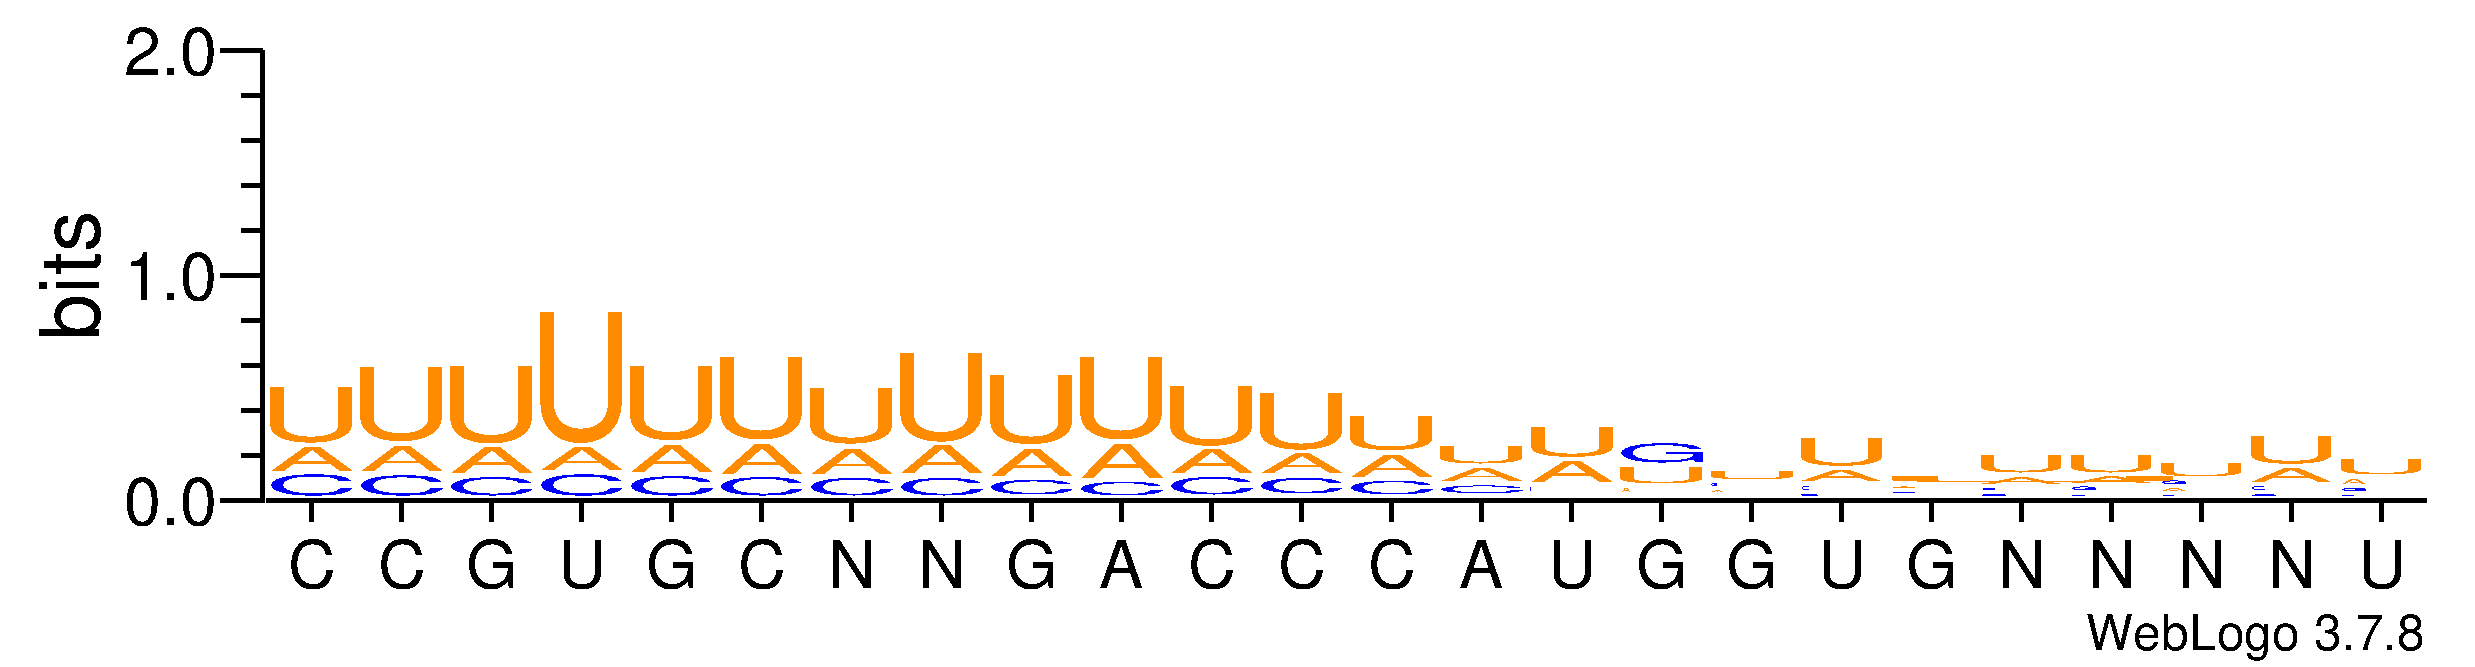 2.0
bits
1.0
0.0
C C G U G C N N G A C C C A U G G U G N N N N U
WebLogo 3.7.8